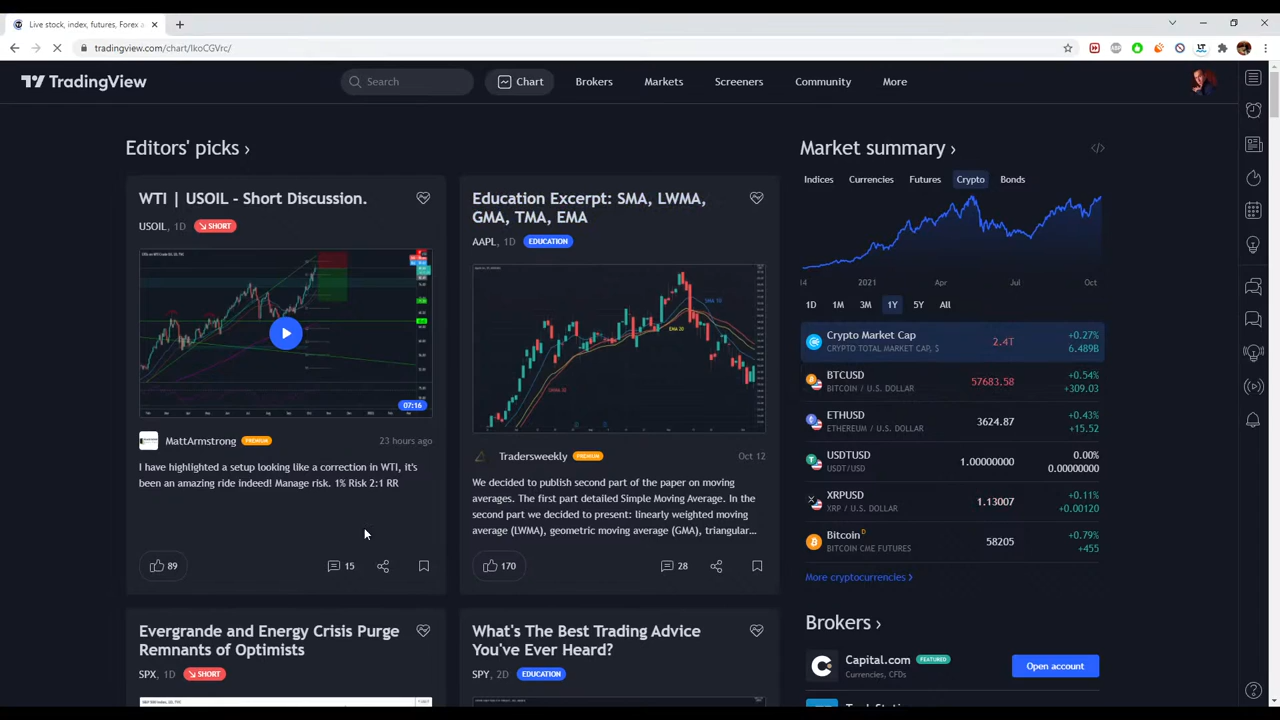 Live stock, index, futures, Forex a
tradingview.com/chart/IkoCGVrc/
LT
TradingView
Search
Chart
Brokers
Markets
Screeners
Community
More
Editors' picks ›
WTI | USOIL - Short Discussion.
USOIL, 1D
SHORT
07:16
MattArmstrong
PREMIUM
23 hours ago
I have highlighted a setup looking like a correction in WTI, it's
been an amazing ride indeed! Manage risk. 1% Risk 2:1 RR
89
15
Education Excerpt: SMA, LWMA,
GMA, TMA, EMA
AAPL, 1D
EDUCATION
SMA 10
EMA 20
Tradersweekly
PREMIUM
Oct 12
We decided to publish second part of the paper on moving
averages. The first part detailed Simple Moving Average. In the
second part we decided to present: linearly weighted moving
average (LWMA), geometric moving average (GMA), triangular...
170
28
Evergrande and Energy Crisis Purge
Remnants of Optimists
SPX, 1D
SHORT
What's The Best Trading Advice
You've Ever Heard?
SPY, 2D
EDUCATION
Market summary ›
Indices
Currencies
Futures
Crypto
Bonds
14
2021
Apr
Jul
Oct
1D
1M
3M
1Y
5Y
All
Crypto Market Cap
CRYPTO TOTAL MARKET CAP, $
2.4T
+0.27%
6.489B
BTCUSD
BITCOIN / U.S. DOLLAR
57683.58
+0.54%
+309.03
ETHUSD
ETHEREUM / U.S. DOLLAR
3624.87
+0.43%
+15.52
USDTUSD
USDT/USD
1.00000000
0.00%
0.00000000
XRPUSD
XRP / U.S. DOLLAR
1.13007
+0.11%
+0.00120
Bitcoin D
BITCOIN CME FUTURES
58205
+0.79%
+455
More cryptocurrencies ›
Brokers ›
Capital.com
FEATURED
Currencies, CFDs
Open account